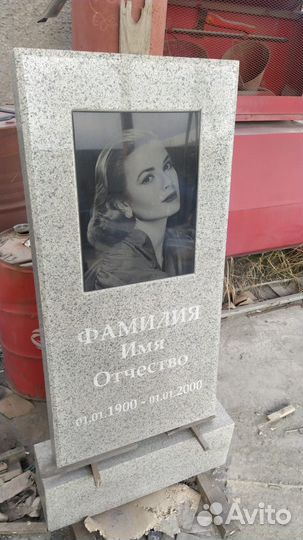 ФАМИЛИЯ
Имя
Отчество
01.01.1900 - 01.01.2000
Avito